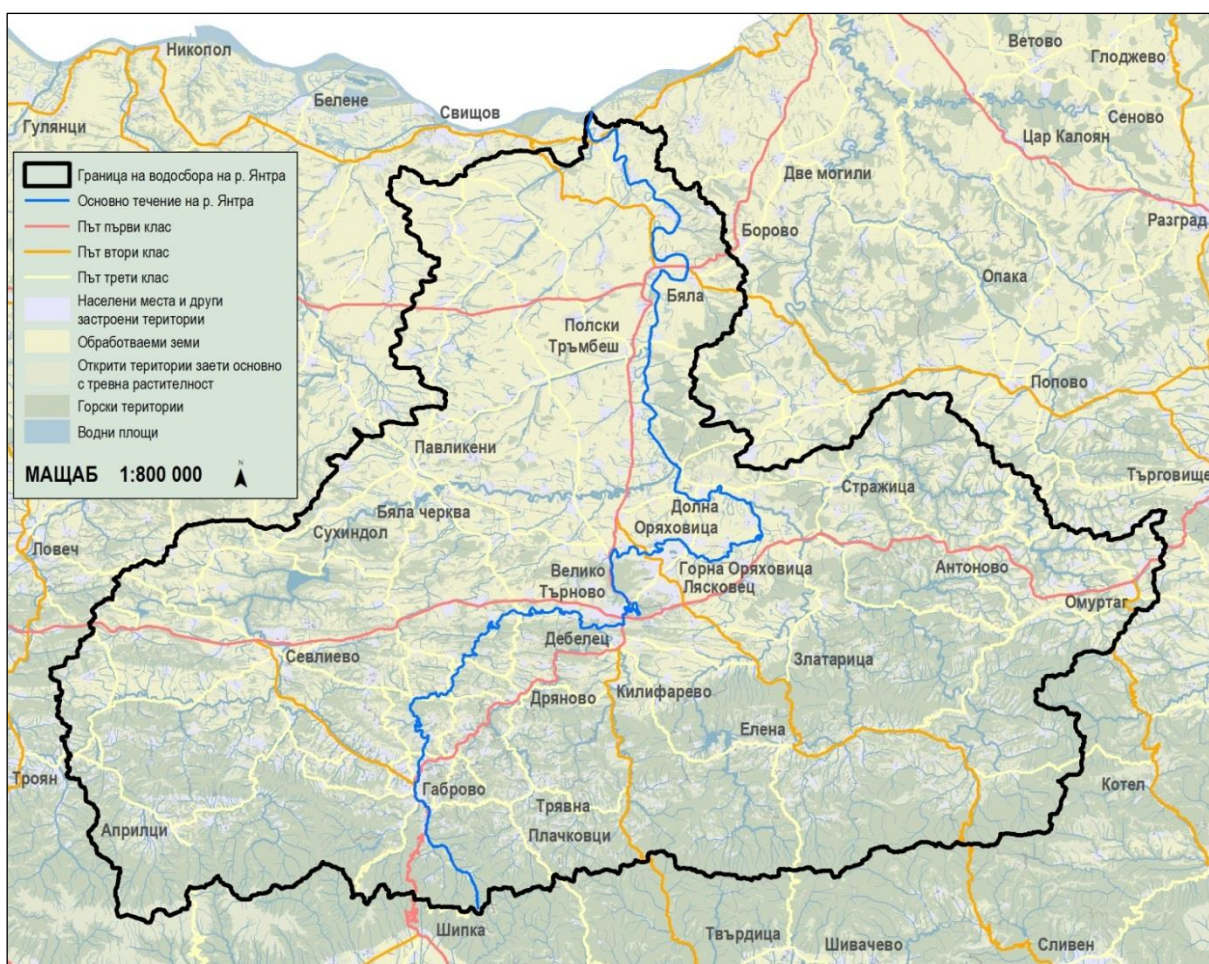 Никопол
Ветово
Глоджево
Белене
Свищов
Сеново
Гулянци
Цар Калоян
Граница на водосбора на р. Янтра
Основно течение на р. Янтра
Път първи клас
Път втори клас
Път трети клас
Населени места и други
застроени територии
Обработваеми земи
Открити територии заети основно
с тревна растителност
Горски територии
Водни площи
МАЩАБ 1:800 000
N
Две могили
Разград
Борово
Опака
Бяла
Полски
Тръмбеш
Попово
Павликени
Търговище
Стражица
Бяла черква
Долна
Оряховица
Сухиндол
Ловеч
Велико
Търново
Горна Оряховица
Лясковец
Антоново
Омуртаг
Дебелец
Севлиево
Златарица
Дряново
Килифарево
Елена
Троян
Габрово
Котел
Трявна
Априлци
Плачковци
Шипка
Твърдица
Шивачево
Сливен